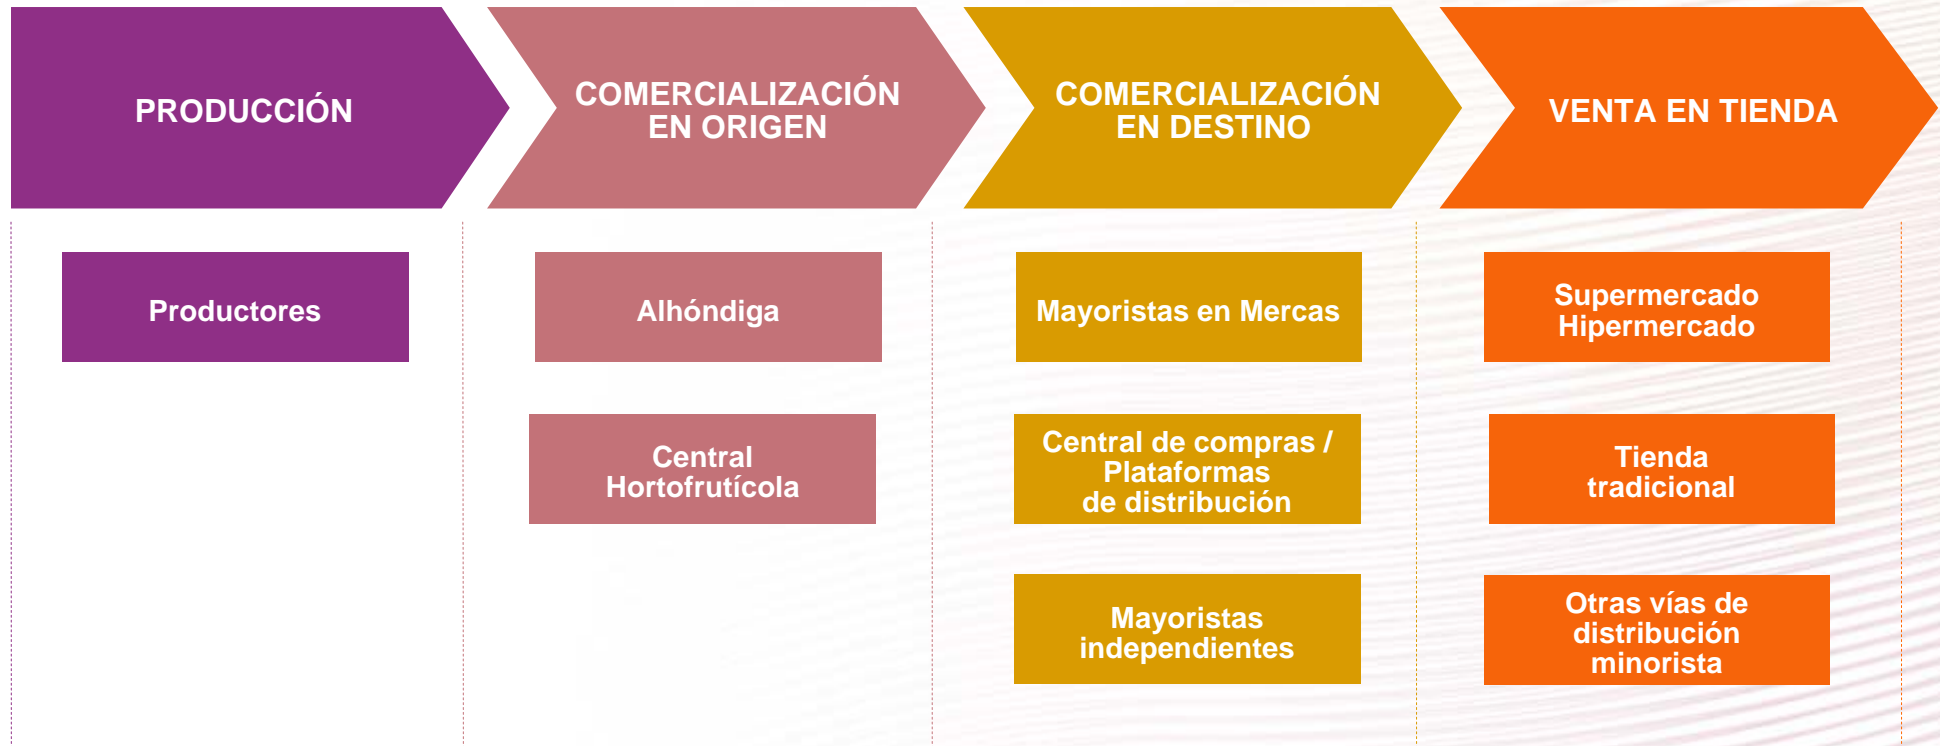 PRODUCCIÓN
COMERCIALIZACIÓN
EN ORIGEN
COMERCIALIZACIÓN
EN DESTINO
VENTA EN TIENDA
Productores
Alhóndiga
Mayoristas en Mercas
Supermercado
Hipermercado
Central
Hortofrutícola
Central de compras /
Plataformas
de distribución
Tienda
tradicional
Mayoristas
independientes
Otras vías de
distribución
minorista